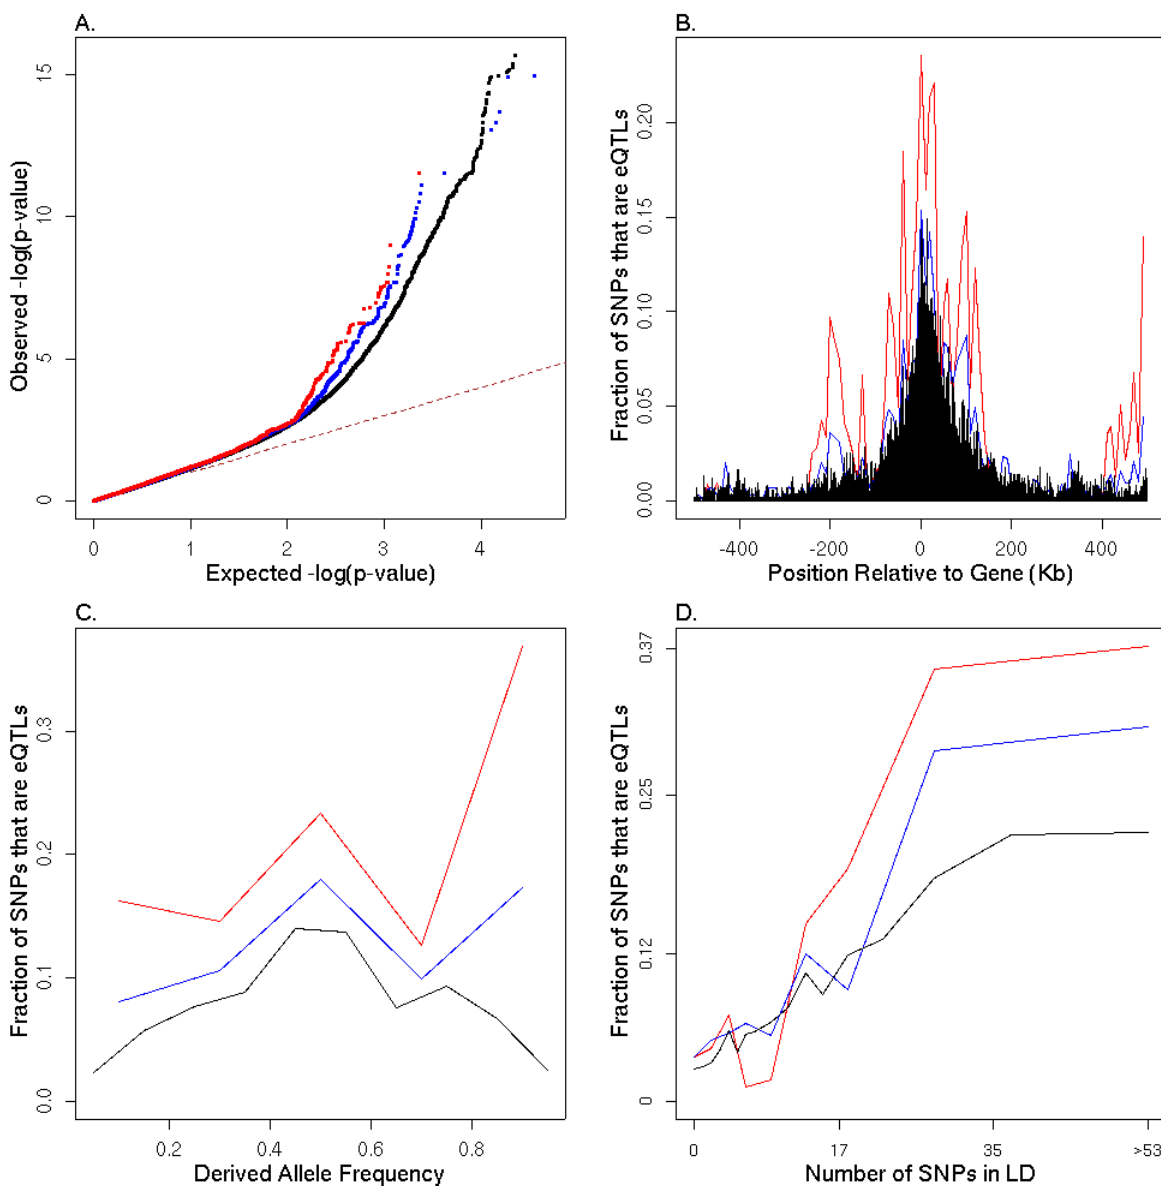 A.
Observed -log(p-value)
15
10
5
0
0 1 2 3 4
Expected -log(p-value)
B.
Fraction of SNPs that are eQTLs
0.20
0.15
0.10
0.05
0.00
-400 -200 0 200 400
Position Relative to Gene (Kb)
C.
Fraction of SNPs that are eQTLs
0.3
0.2
0.1
0.0
0.2 0.4 0.6 0.8
Derived Allele Frequency
D.
Fraction of SNPs that are eQTLs
0.37
0.25
0.12
0
0 17 35 >53
Number of SNPs in LD